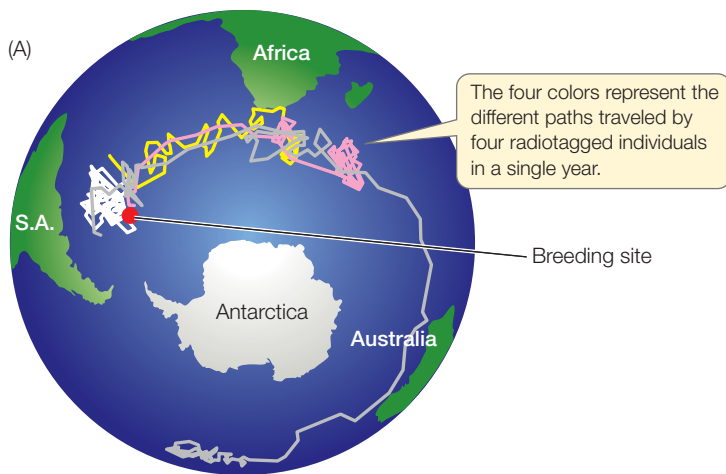 (A)
Africa
The four colors represent the
different paths traveled by
four radiotagged individuals
in a single year.
S.A.
Breeding site
Antarctica
Australia